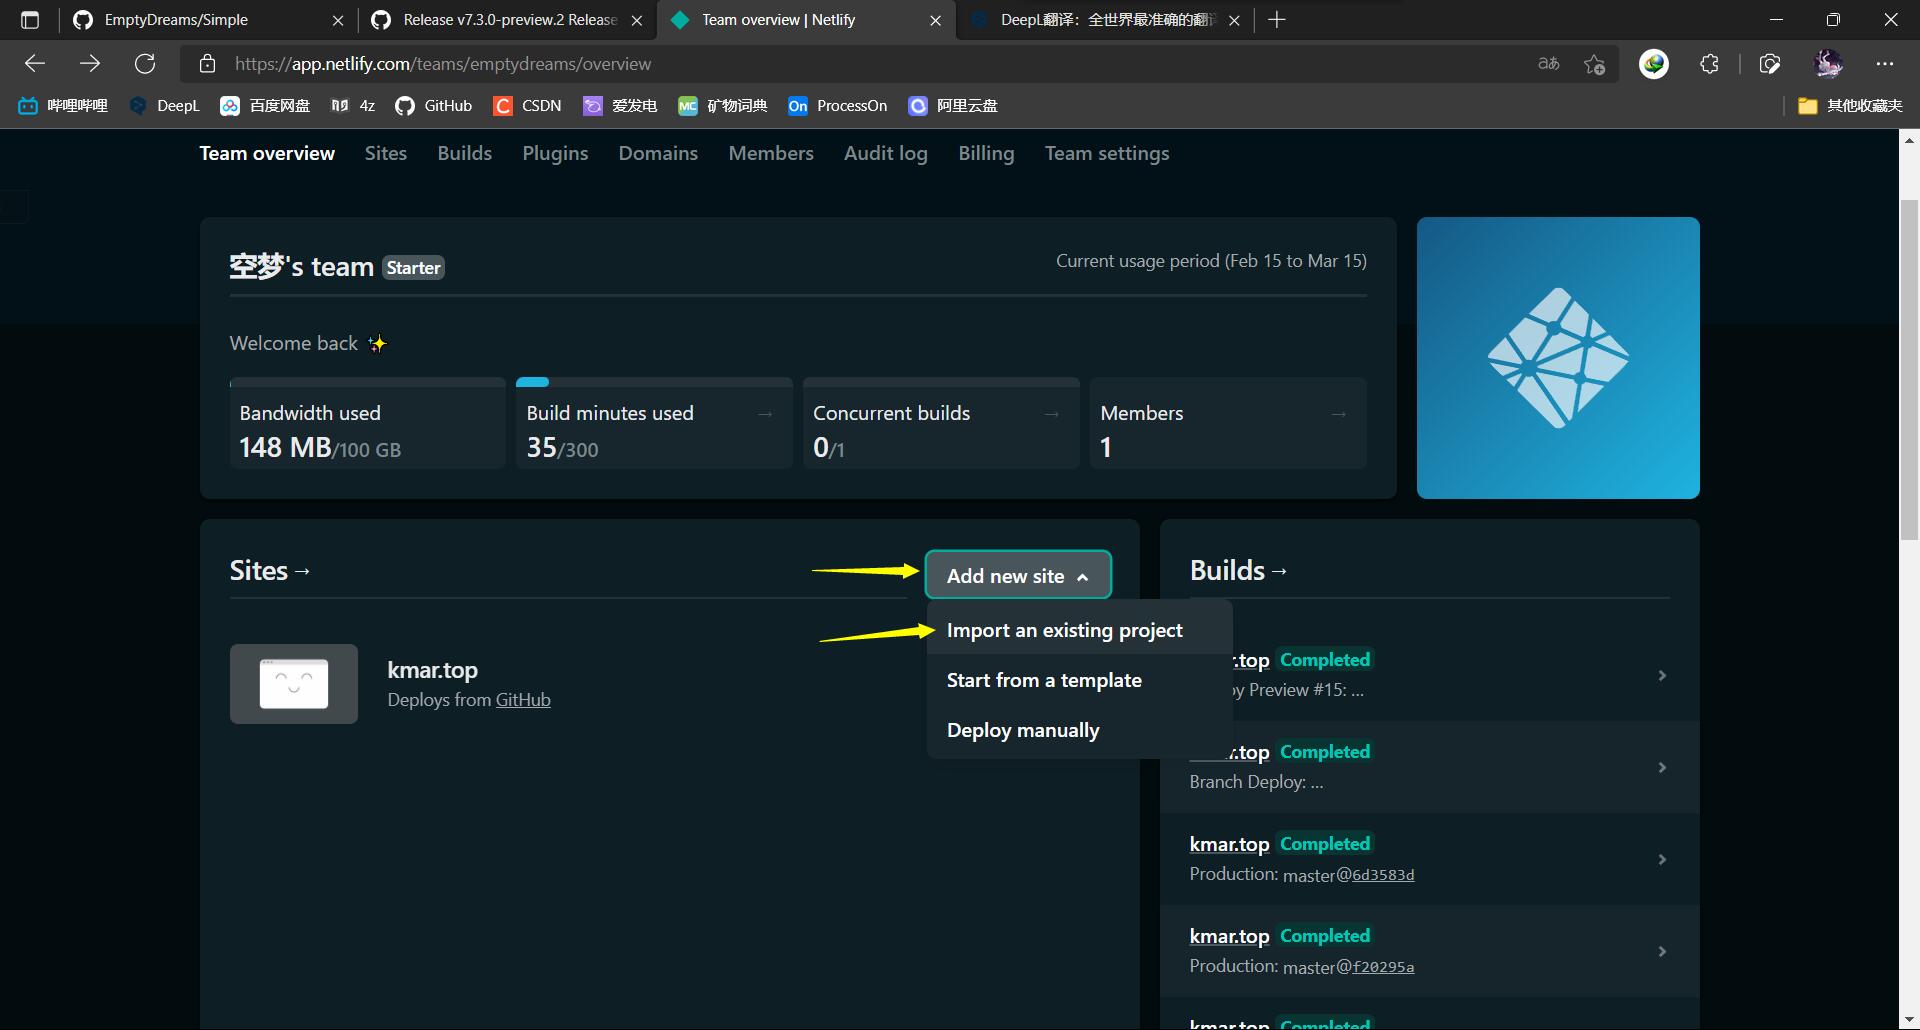 EmptyDreams/Simple
Release v7.3.0-preview.2 Release
Team overview | Netlify
DeepL翻译：全世界最准确的翻
https://app.netlify.com/teams/emptydreams/overview
aあ
哔哩哔哩
DeepL
百度网盘
4z
GitHub
CSDN
爱发电
MC
矿物词典
On
ProcessOn
阿里云盘
其他收藏夹
Team overview
Sites
Builds
Plugins
Domains
Members
Audit log
Billing
Team settings
空梦's team Starter
Current usage period (Feb 15 to Mar 15)
Welcome back ✨
Bandwidth used
148 MB/100 GB
Build minutes used →
35/300
Concurrent builds →
0/1
Members →
1
Sites →
Add new site
Import an existing project
Start from a template
Deploy manually
kmar.top
Deploys from GitHub
Builds →
.top Completed
y Preview #15: ...
.top Completed
Branch Deploy: ...
kmar.top Completed
Production: master@6d3583d
kmar.top Completed
Production: master@f20295a
kmar.top Completed